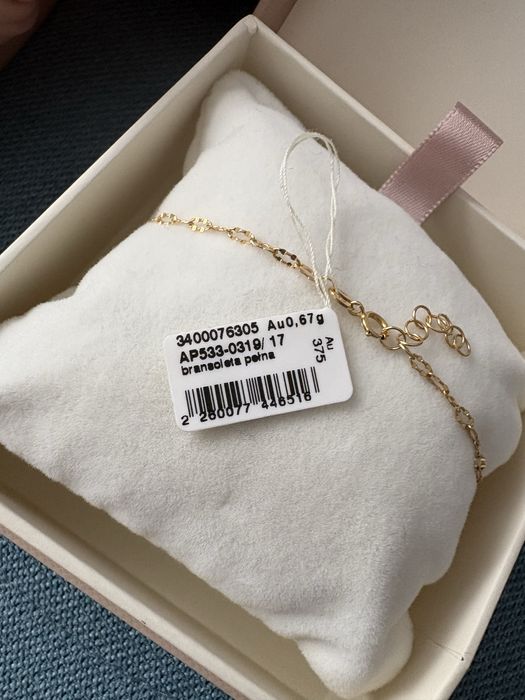 3400076305 Au0,67g
AP533-0319/ 17
bransoleta pełna
Au
375
2 260077 446516